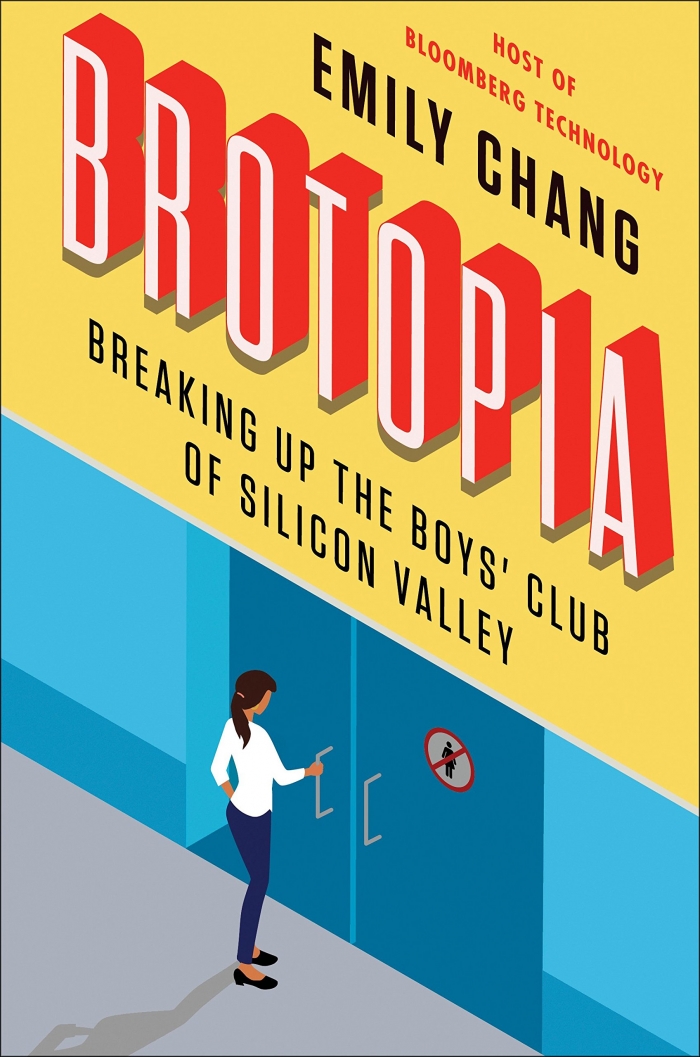 HOST OF
BLOOMBERG TECHNOLOGY
EMILY CHANG
BROTOPIA
BREAKING UP THE BOYS' CLUB
OF SILICON VALLEY